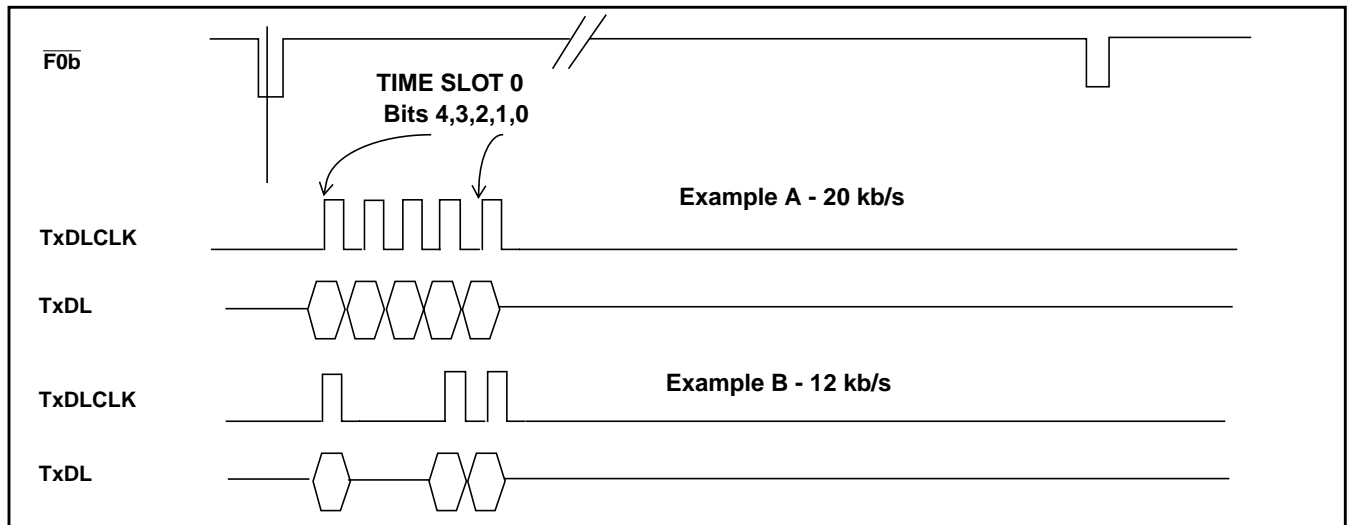 F0b
TIME SLOT 0
Bits 4,3,2,1,0
Example A - 20 kb/s
TxDLCLK
TxDL
Example B - 12 kb/s
TxDLCLK
TxDL